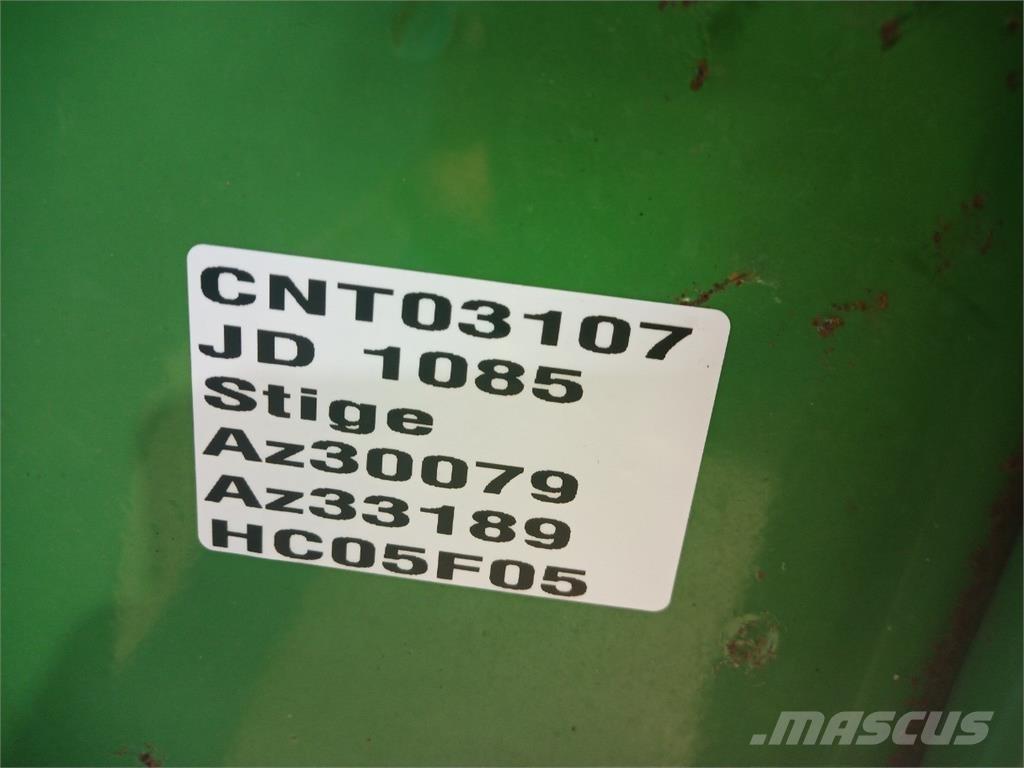 CNT03107
JD 1085
Stige
Az30079
Az33189
HC05F05
.MASCUS